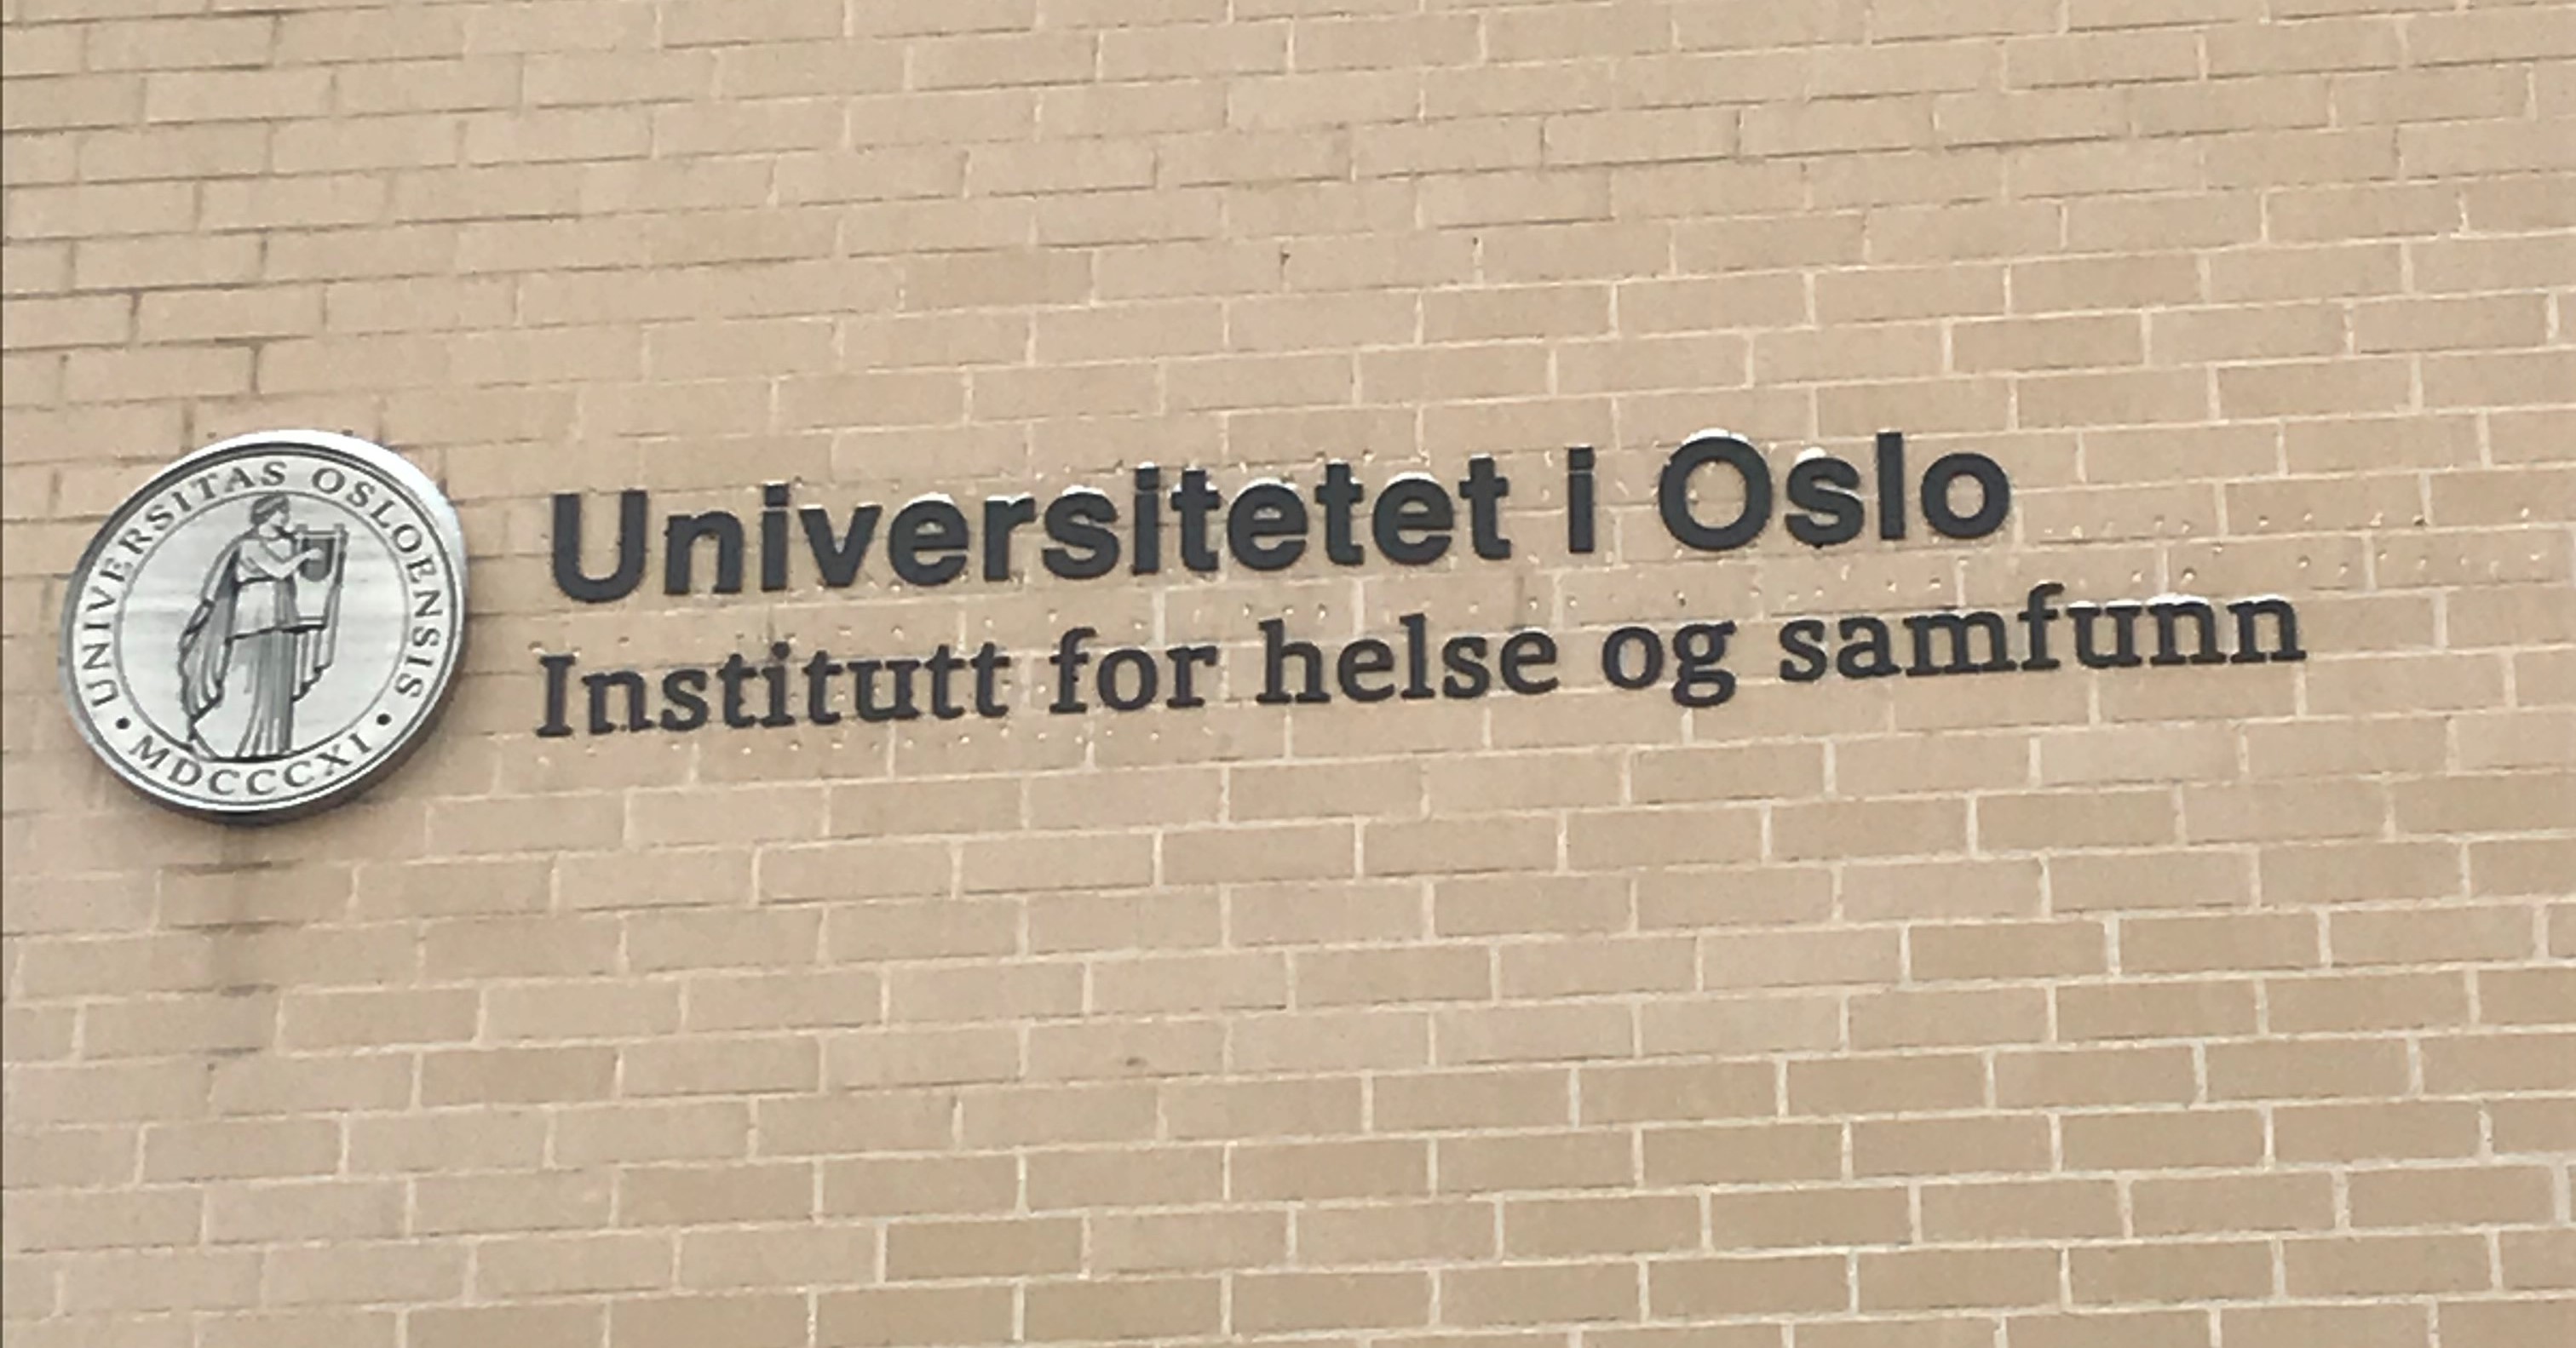 UNIVERSITAS OSLOENSIS
• MDCCCXI •
Universitetet i Oslo
Institutt for helse og samfunn